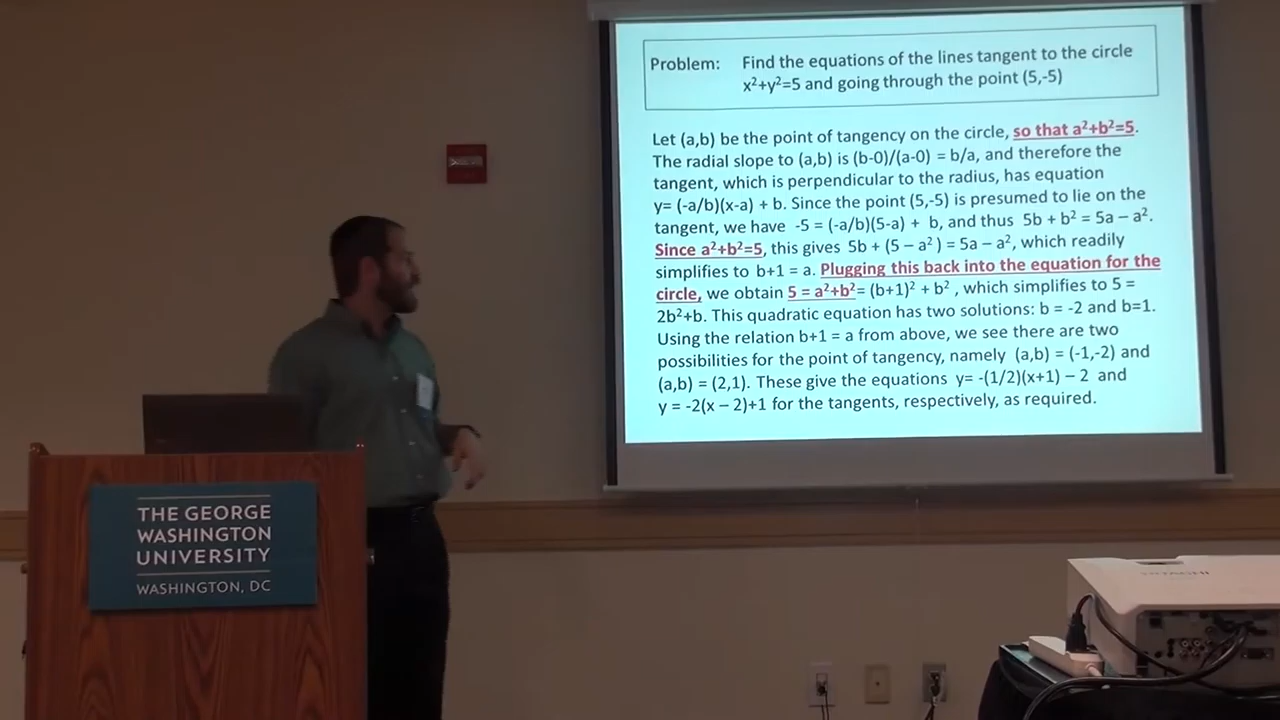 Problem: Find the equations of the lines tangent to the circle
x²+y²=5 and going through the point (5,-5)
Let (a,b) be the point of tangency on the circle, so that a²+b²=5.
The radial slope to (a,b) is (b-0)/(a-0) = b/a, and therefore the
tangent, which is perpendicular to the radius, has equation
y= (-a/b)(x-a) + b. Since the point (5,-5) is presumed to lie on the
tangent, we have -5 = (-a/b)(5-a) + b, and thus 5b + b² = 5a – a².
Since a²+b²=5, this gives 5b + (5 – a² ) = 5a – a², which readily
simplifies to b+1 = a. Plugging this back into the equation for the
circle, we obtain 5 = a²+b²= (b+1)² + b² , which simplifies to 5 =
2b²+b. This quadratic equation has two solutions: b = -2 and b=1.
Using the relation b+1 = a from above, we see there are two
possibilities for the point of tangency, namely (a,b) = (-1,-2) and
(a,b) = (2,1). These give the equations y= -(1/2)(x+1) – 2 and
y = -2(x – 2)+1 for the tangents, respectively, as required.
THE GEORGE
WASHINGTON
UNIVERSITY
WASHINGTON, DC
HITACHI